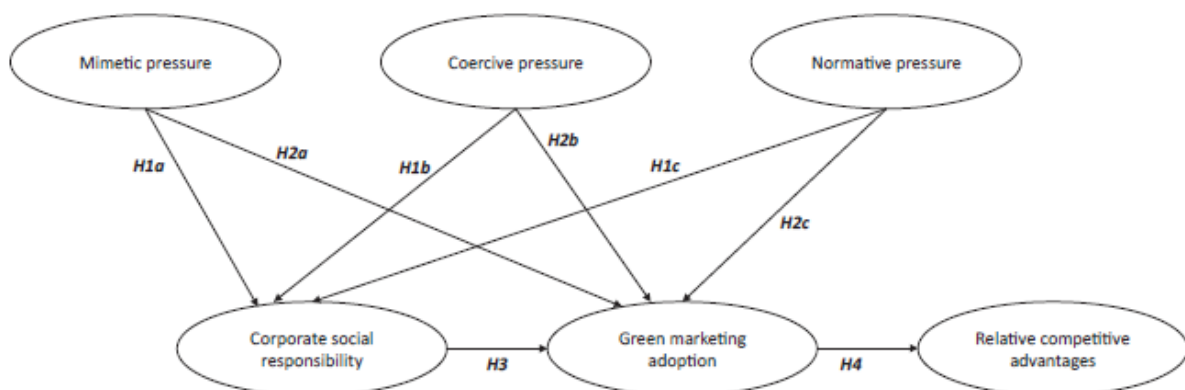 Mimetic pressure
Coercive pressure
Normative pressure
H1a
H2a
H1b
H2b
H1c
H2c
Corporate social
responsibility
H3
Green marketing
adoption
H4
Relative competitive
advantages